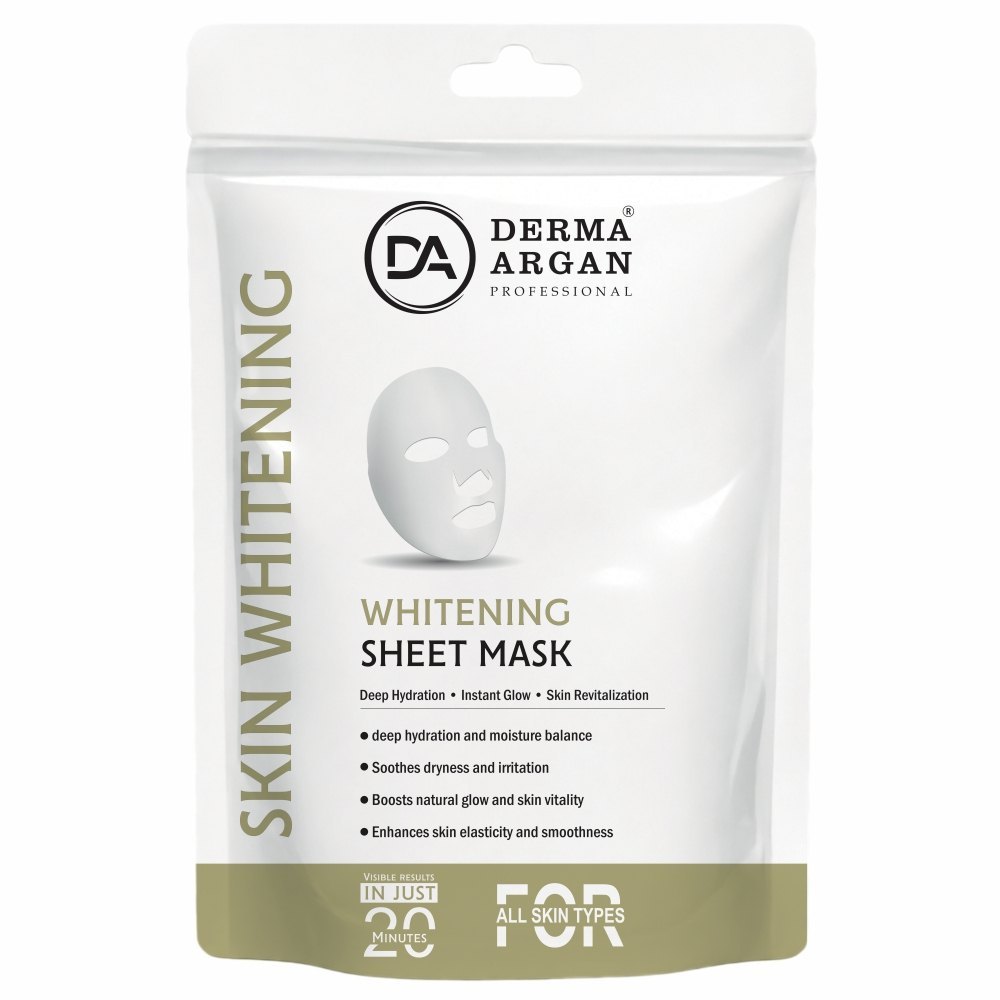 DA
DERMA®
ARGAN
PROFESSIONAL
SKIN WHITENING
WHITENING
SHEET MASK
Deep Hydration • Instant Glow • Skin Revitalization
• deep hydration and moisture balance
• Soothes dryness and irritation
• Boosts natural glow and skin vitality
• Enhances skin elasticity and smoothness
VISIBLE RESULTS
IN JUST
20
MINUTES
FOR
ALL SKIN TYPES